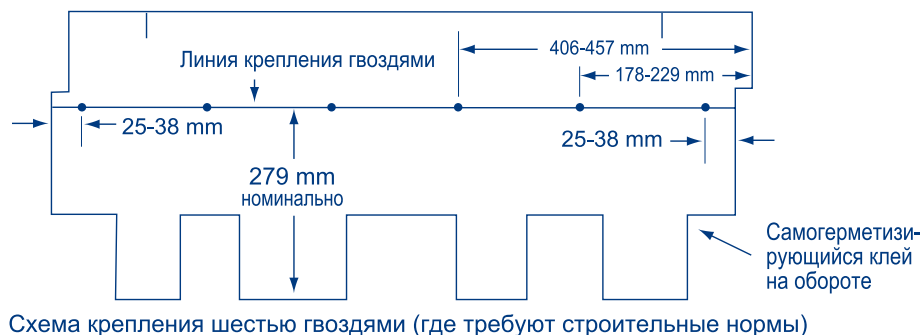 406-457 mm
Линия крепления гвоздями
178-229 mm
25-38 mm
25-38 mm
279 mm
номинально
Самогерметизи-
рующийся клей
на обороте
Схема крепления шестью гвоздями (где требуют строительные нормы)